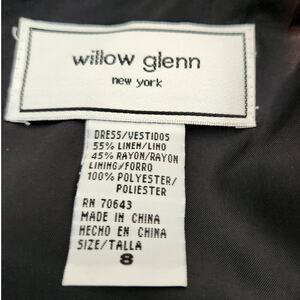 willow glenn
new york
DRESS/VESTIDOS
55% LINEN/LINO
45% RAYON/RAYON
LINING/FORRO
100% POLYESTER/
POLIESTER
RN 70643
MADE IN CHINA
HECHO EN CHINA
SIZE/TALLA
8